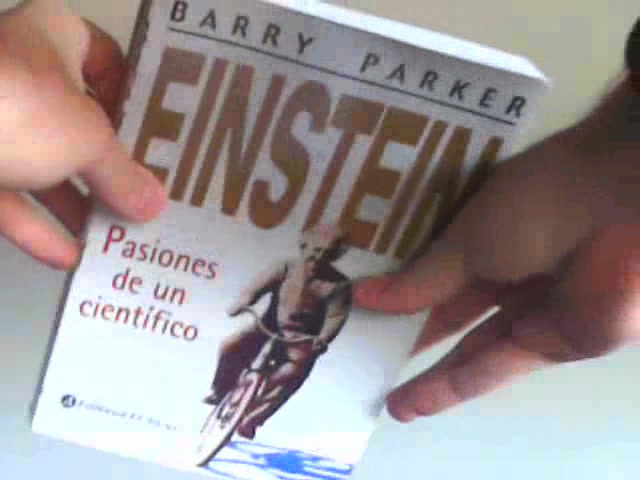 BARRY PARKER
EINSTEIN
Pasiones
de un
científico